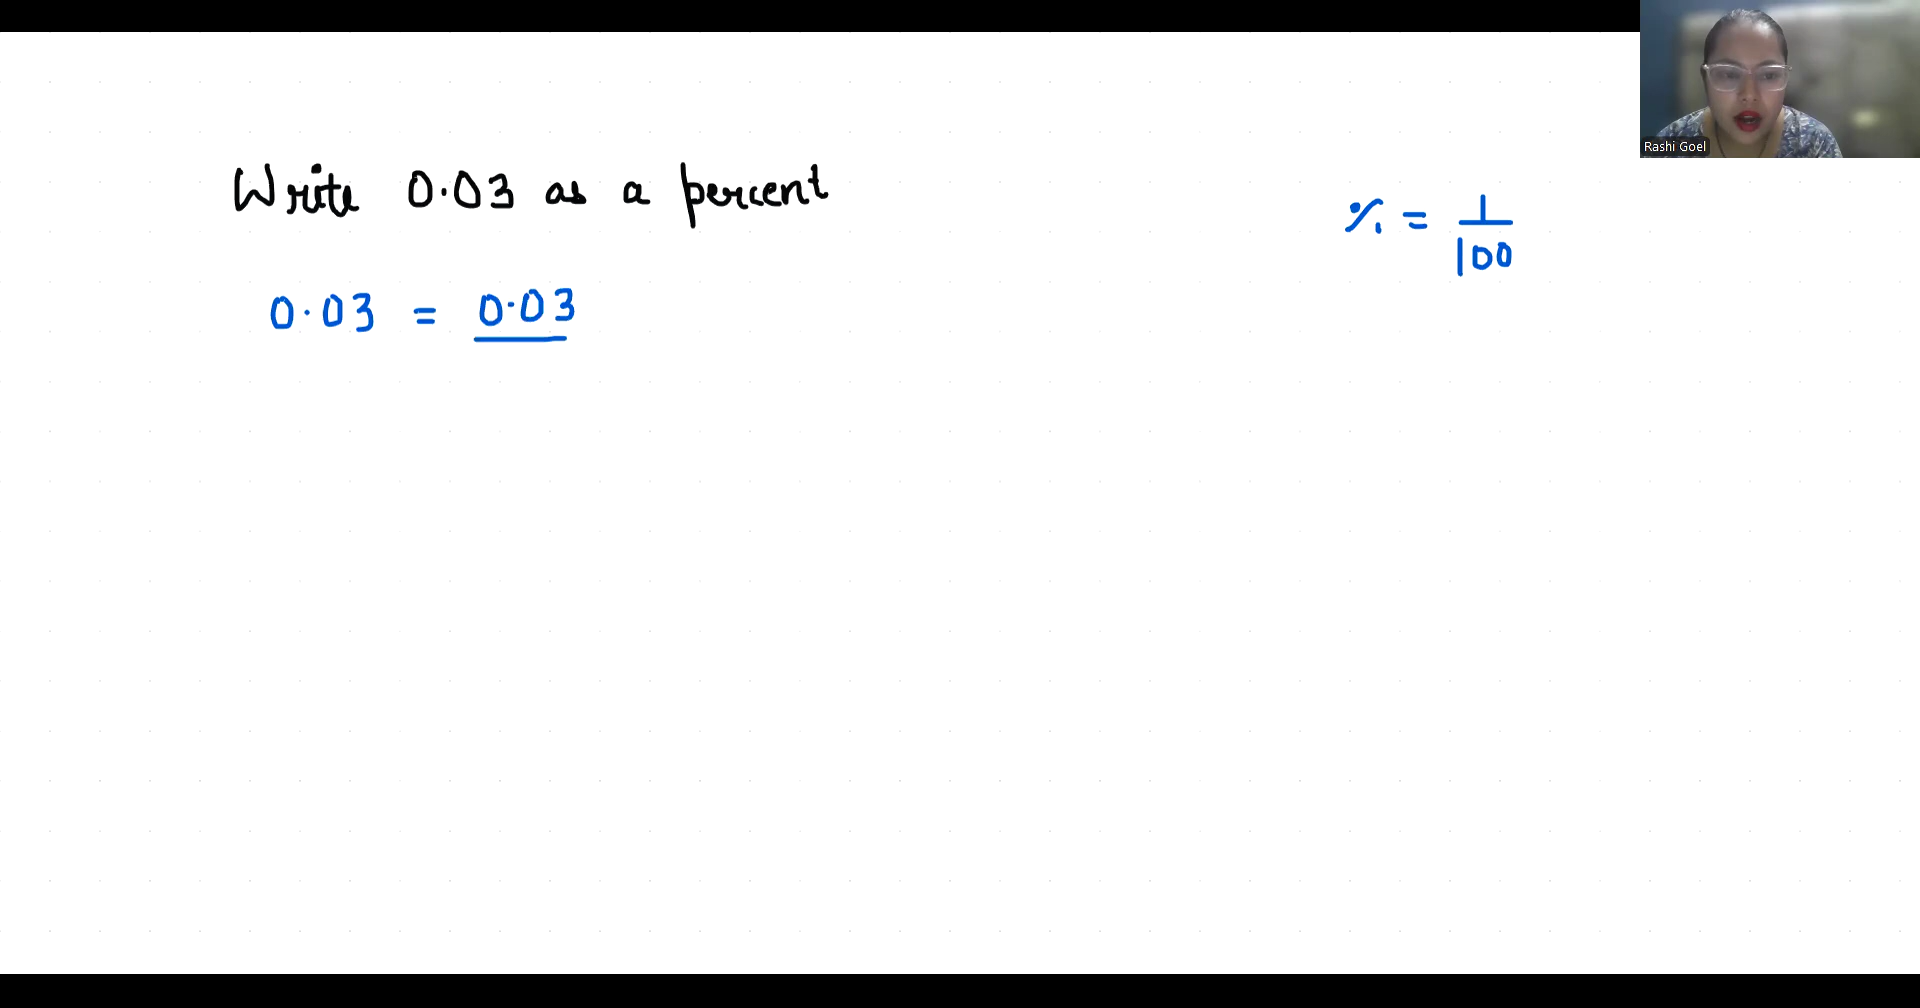 Rashi Goel
Write 0.03 as a percent
% = 1/100
0.03 = 0.03